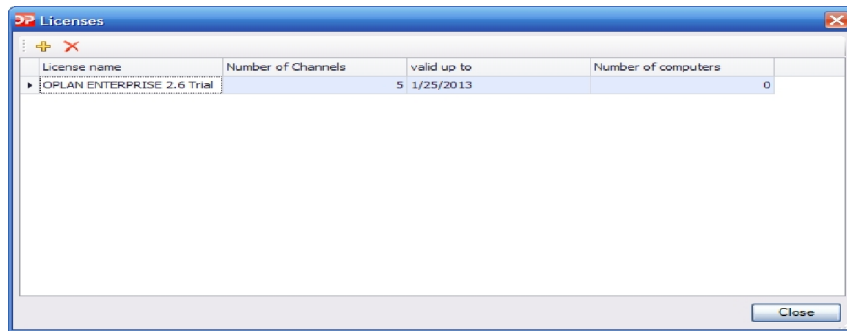 OP Licenses
License name Number of Channels valid up to Number of computers
OPLAN ENTERPRISE 2.6 Trial 5 1/25/2013 0
Close